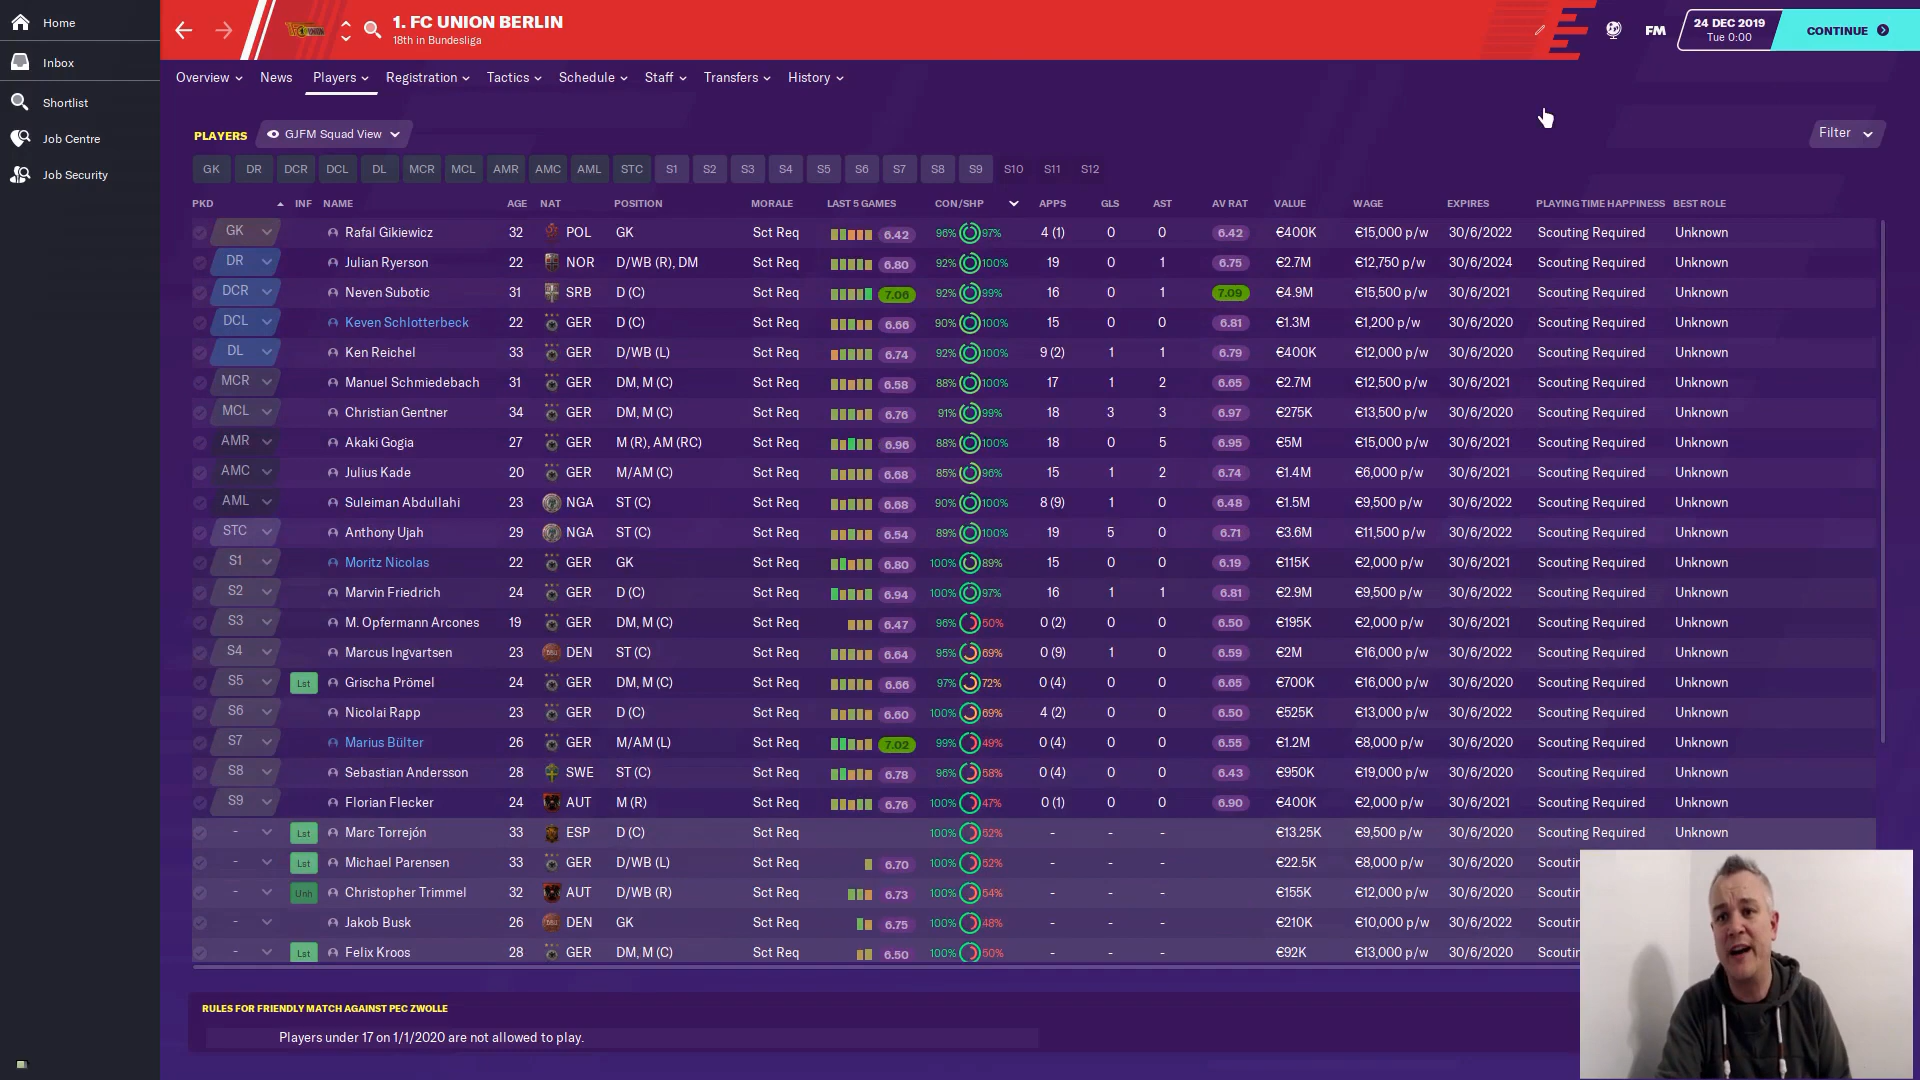 Home
Inbox
Shortlist
Job Centre
Job Security
1. FC UNION BERLIN
18th in Bundesliga
FM
24 DEC 2019
Tue 0:00
CONTINUE
Overview News Players Registration Tactics Schedule Staff Transfers History
PLAYERS GJFM Squad View Filter
GK DR DCR DCL DL MCR MCL AMR AMC AML STC S1 S2 S3 S4 S5 S6 S7 S8 S9 S10 S11 S12
PKD INF NAME AGE NAT POSITION MORALE LAST 5 GAMES CON/SHP APPS GLS AST AV RAT VALUE WAGE EXPIRES PLAYING TIME HAPPINESS BEST ROLE
GK Rafal Gikiewicz 32 POL GK Sct Req 6.42 96% 97% 4 (1) 0 0 6.42 €400K €15,000 p/w 30/6/2022 Scouting Required Unknown
DR Julian Ryerson 22 NOR D/WB (R), DM Sct Req 6.80 92% 100% 19 0 1 6.75 €2.7M €12,750 p/w 30/6/2024 Scouting Required Unknown
DCR Neven Subotic 31 SRB D (C) Sct Req 7.06 92% 99% 16 0 1 7.09 €4.9M €15,500 p/w 30/6/2021 Scouting Required Unknown
DCL Keven Schlotterbeck 22 GER D (C) Sct Req 6.66 90% 100% 15 0 0 6.81 €1.3M €1,200 p/w 30/6/2020 Scouting Required Unknown
DL Ken Reichel 33 GER D/WB (L) Sct Req 6.74 92% 100% 9 (2) 1 1 6.79 €400K €12,000 p/w 30/6/2020 Scouting Required Unknown
MCR Manuel Schmiedebach 31 GER DM, M (C) Sct Req 6.58 88% 100% 17 1 2 6.65 €2.7M €12,500 p/w 30/6/2021 Scouting Required Unknown
MCL Christian Gentner 34 GER DM, M (C) Sct Req 6.76 91% 99% 18 3 3 6.97 €275K €13,500 p/w 30/6/2020 Scouting Required Unknown
AMR Akaki Gogia 27 GER M (R), AM (RC) Sct Req 6.96 88% 100% 18 0 5 6.95 €5M €15,000 p/w 30/6/2021 Scouting Required Unknown
AMC Julius Kade 20 GER M/AM (C) Sct Req 6.68 85% 96% 15 1 2 6.74 €1.4M €6,000 p/w 30/6/2021 Scouting Required Unknown
AML Suleiman Abdullahi 23 NGA ST (C) Sct Req 6.68 90% 100% 8 (9) 1 0 6.48 €1.5M €9,500 p/w 30/6/2022 Scouting Required Unknown
STC Anthony Ujah 29 NGA ST (C) Sct Req 6.54 89% 100% 19 5 0 6.71 €3.6M €11,500 p/w 30/6/2022 Scouting Required Unknown
S1 Moritz Nicolas 22 GER GK Sct Req 6.80 100% 89% 15 0 0 6.19 €115K €2,000 p/w 30/6/2020 Scouting Required Unknown
S2 Marvin Friedrich 24 GER D (C) Sct Req 6.94 100% 97% 16 1 1 6.81 €2.9M €9,500 p/w 30/6/2022 Scouting Required Unknown
S3 M. Opfermann Arcones 19 GER DM, M (C) Sct Req 6.47 96% 50% 0 (2) 0 0 6.50 €195K €2,000 p/w 30/6/2021 Scouting Required Unknown
S4 Marcus Ingvartsen 23 DEN ST (C) Sct Req 6.64 95% 69% 0 (9) 1 0 6.59 €2M €16,000 p/w 30/6/2022 Scouting Required Unknown
S5 Lst Grischa Prömel 24 GER DM, M (C) Sct Req 6.66 97% 72% 0 (4) 0 0 6.65 €700K €16,000 p/w 30/6/2020 Scouting Required Unknown
S6 Nicolai Rapp 23 GER D (C) Sct Req 6.60 100% 69% 4 (2) 0 0 6.50 €525K €13,000 p/w 30/6/2022 Scouting Required Unknown
S7 Marius Bülter 26 GER M/AM (L) Sct Req 7.02 99% 49% 0 (4) 0 0 6.55 €1.2M €8,000 p/w 30/6/2020 Scouting Required Unknown
S8 Sebastian Andersson 28 SWE ST (C) Sct Req 6.78 96% 58% 0 (4) 0 0 6.43 €950K €19,000 p/w 30/6/2020 Scouting Required Unknown
S9 Florian Flecker 24 AUT M (R) Sct Req 6.76 100% 47% 0 (1) 0 0 6.90 €400K €2,000 p/w 30/6/2021 Scouting Required Unknown
- Lst Marc Torrejón 33 ESP D (C) Sct Req 100% 52% - - - €13.25K €9,500 p/w 30/6/2020 Scouting Required Unknown
- Lst Michael Parensen 33 GER D/WB (L) Sct Req 6.70 100% 52% - - - €22.5K €8,000 p/w 30/6/2020 Scoutin
- Unh Christopher Trimmel 32 AUT D/WB (R) Sct Req 6.73 100% 54% - - - €155K €12,000 p/w 30/6/2020 Scoutin
- Jakob Busk 26 DEN GK Sct Req 6.75 100% 48% - - - €210K €10,000 p/w 30/6/2022 Scoutin
- Lst Felix Kroos 28 GER DM, M (C) Sct Req 6.50 100% 50% - - - €92K €13,000 p/w 30/6/2020 Scoutin
RULES FOR FRIENDLY MATCH AGAINST PEC ZWOLLE
Players under 17 on 1/1/2020 are not allowed to play.